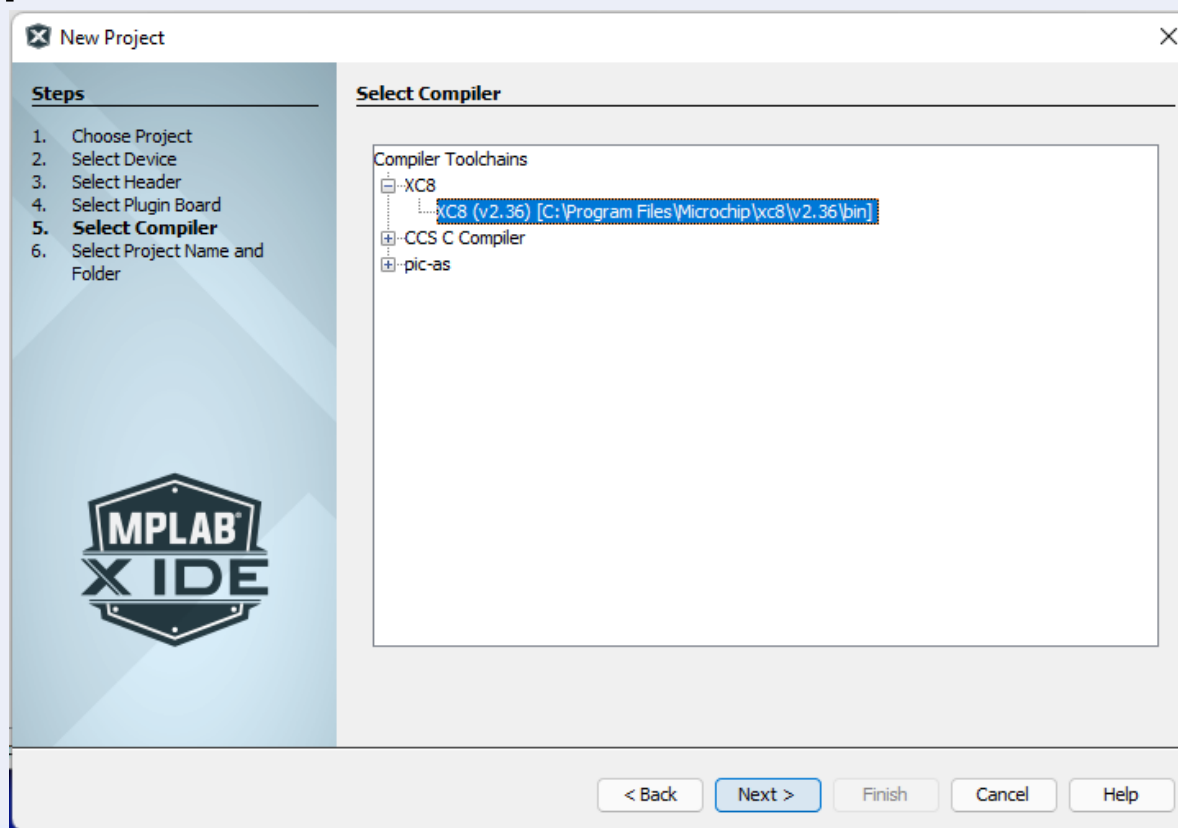 New Project
Steps
1. Choose Project
2. Select Device
3. Select Header
4. Select Plugin Board
5. Select Compiler
6. Select Project Name and
Folder
MPLAB®
X IDE
Select Compiler
Compiler Toolchains
XC8
XC8 (v2.36) [C:\Program Files\Microchip\xc8\v2.36\bin]
CCS C Compiler
pic-as
< Back Next > Finish Cancel Help